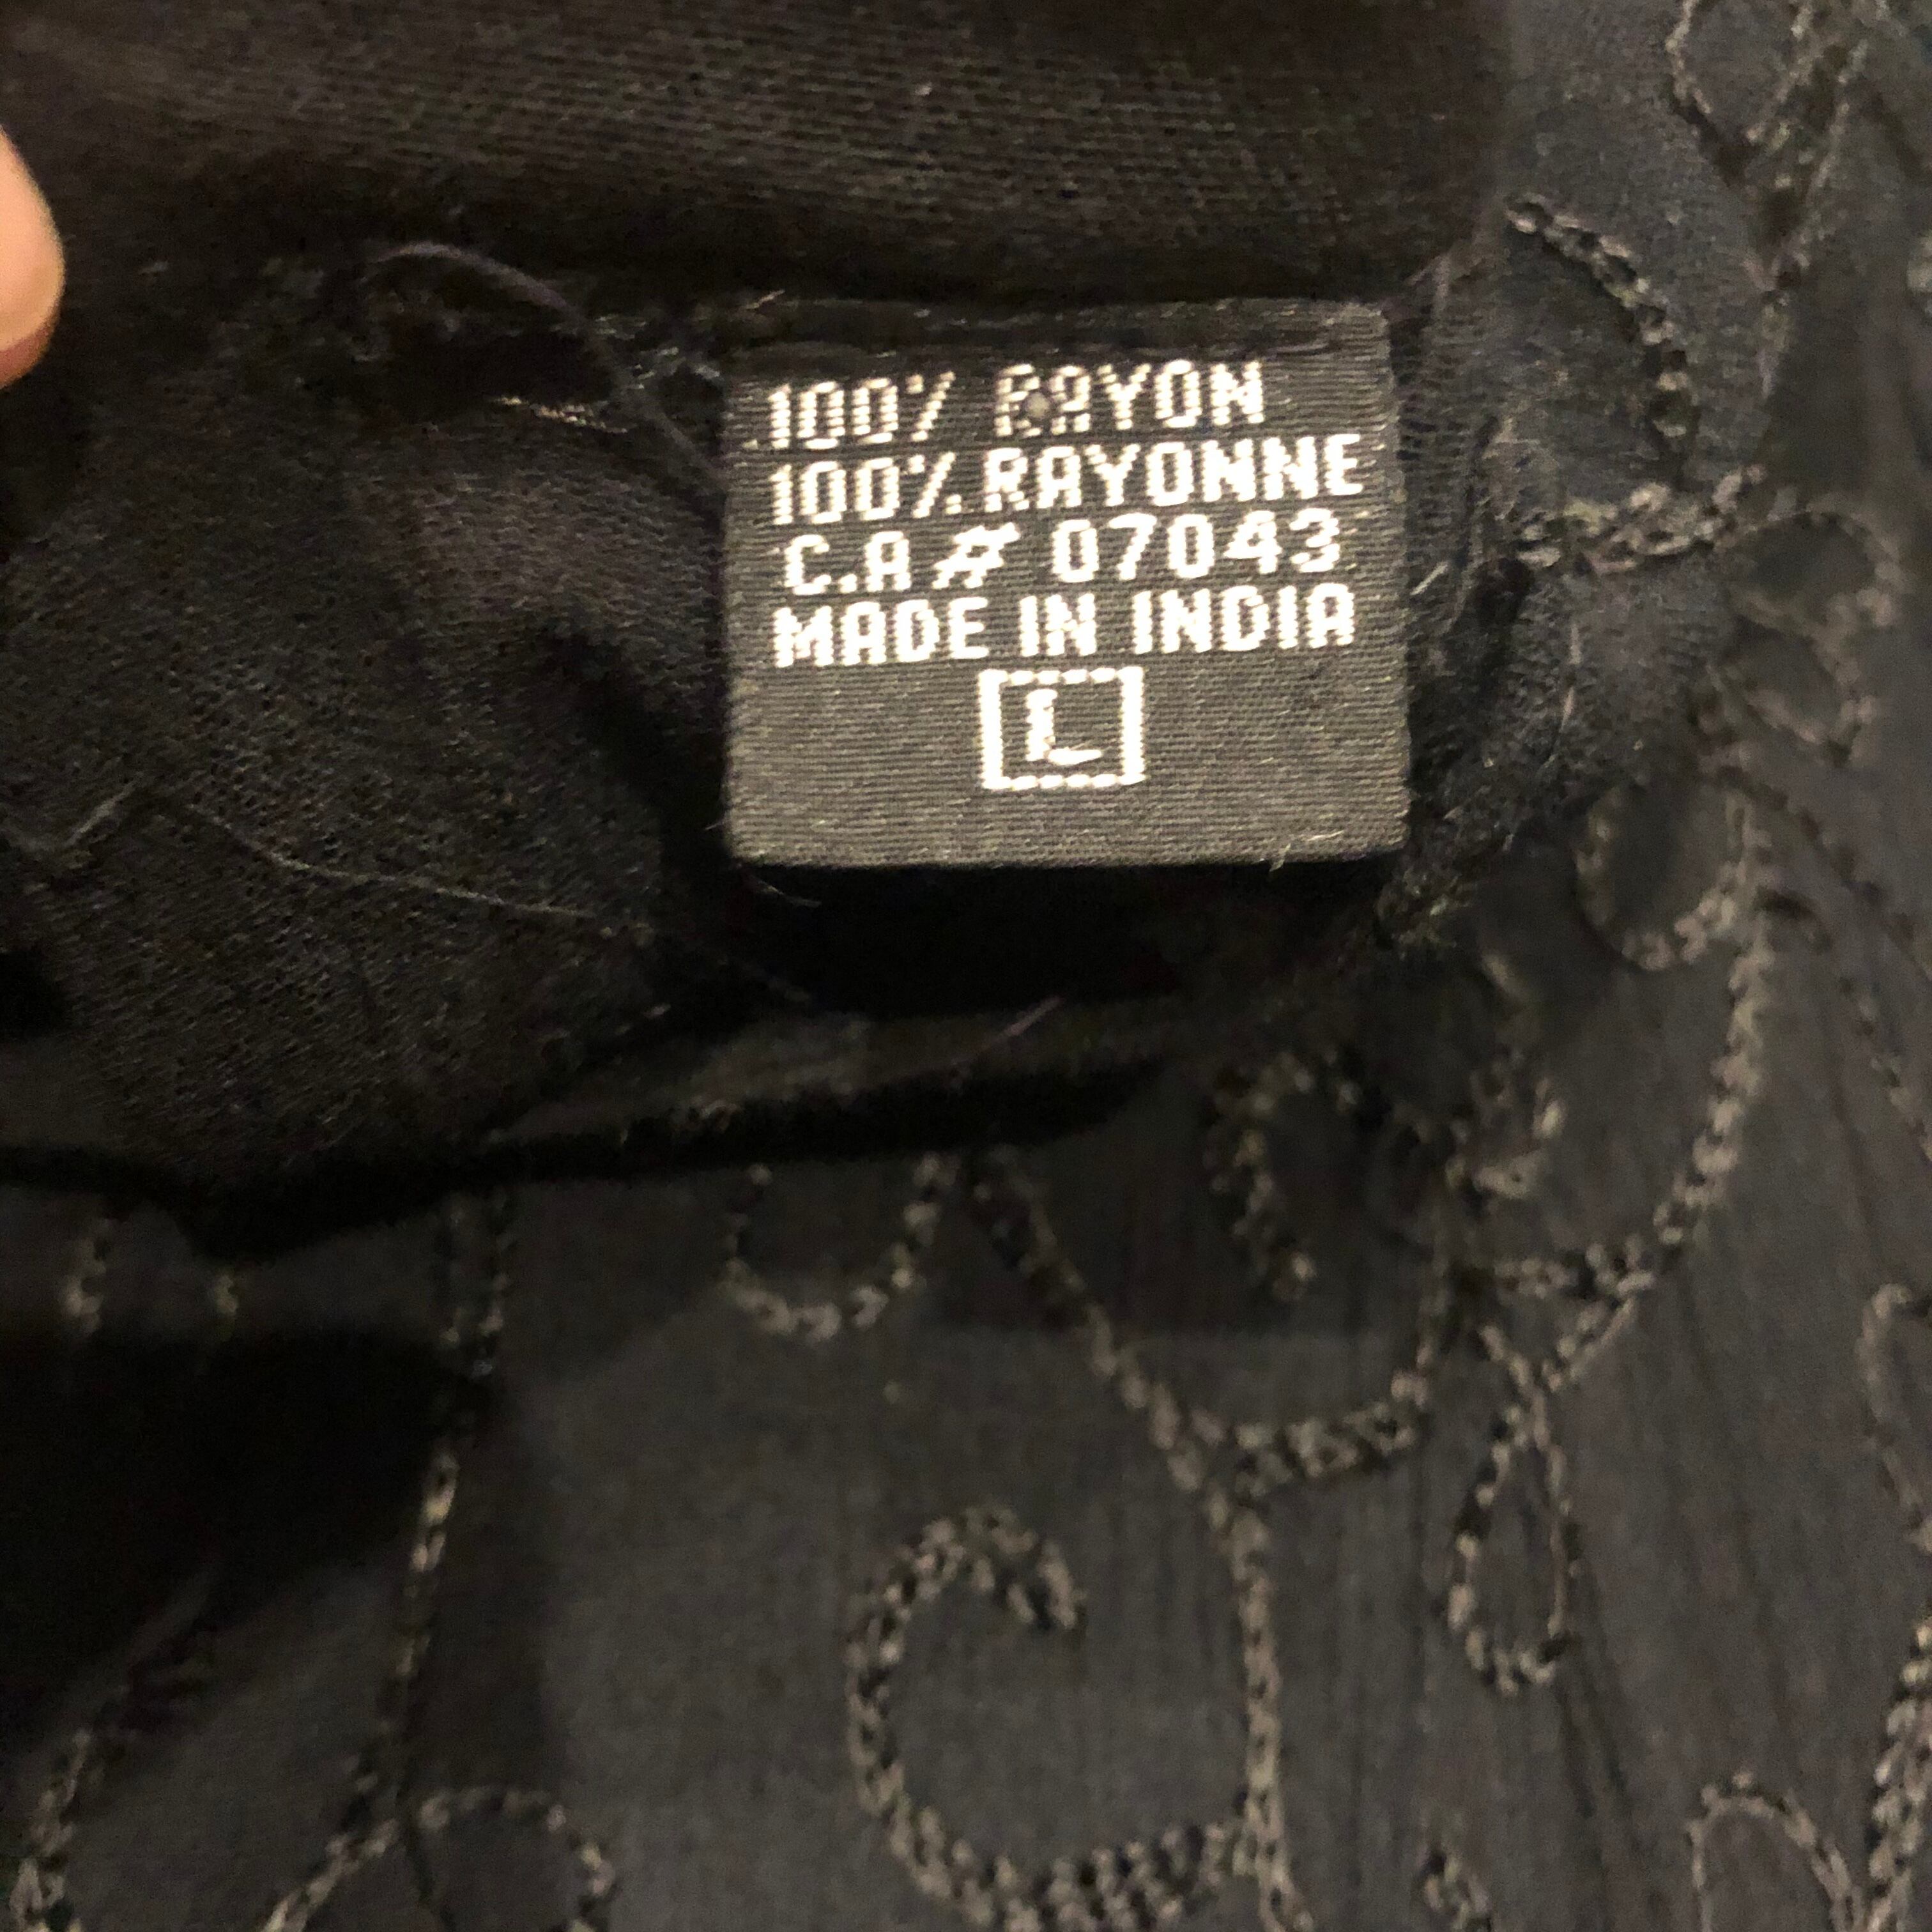 100% RAYON
100% RAYONNE
C.A # 07043
MADE IN INDIA
L